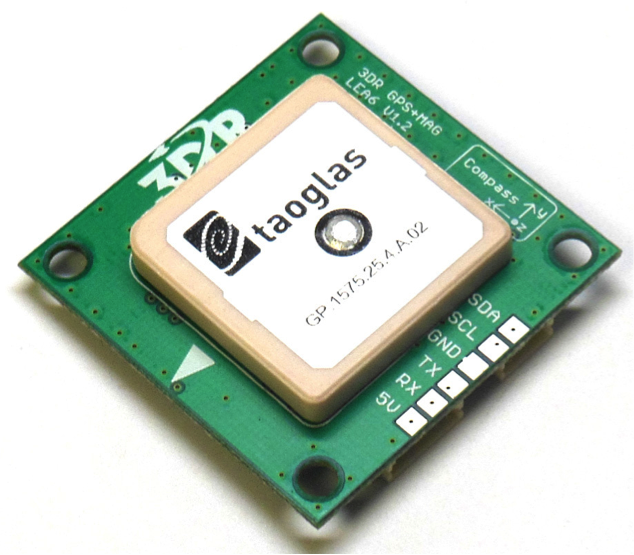 3DR GPS+MAG
LEA6 V1.2
3DR
Compass
y
x
z
taoglas
GP 1575.25.4.A.02
SDA
SCL
GND
TX
RX
5V